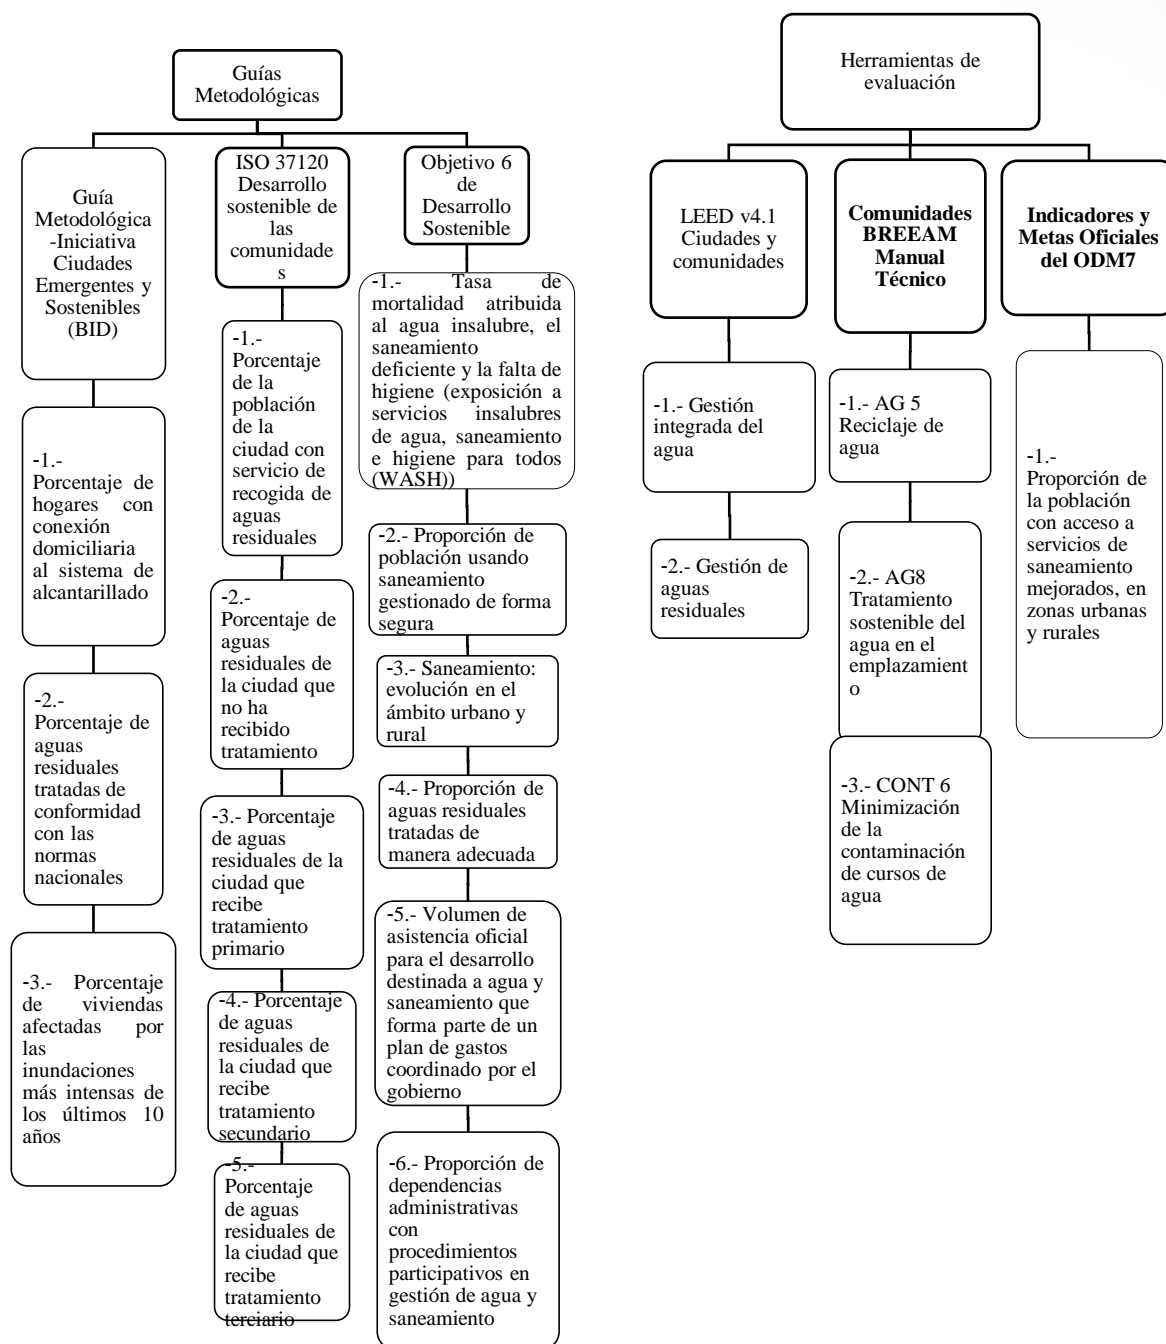 Guías
Metodológicas
Guía
Metodológica
-Iniciativa
Ciudades
Emergentes y
Sostenibles
(BID)
-1.-
Porcentaje de
hogares con
conexión
domiciliaria
al sistema de
alcantarillado
-2.-
Porcentaje de
aguas
residuales
tratadas de
conformidad
con las
normas
nacionales
-3.- Porcentaje
de viviendas
afectadas por
las
inundaciones
más intensas de
los últimos 10
años
ISO 37120
Desarrollo
sostenible de
las
comunidade
s
-1.-
Porcentaje
de la
población
de la
ciudad con
servicio de
recogida de
aguas
residuales
-2.-
Porcentaje de
aguas
residuales de
la ciudad que
no ha
recibido
tratamiento
-3.- Porcentaje
de aguas
residuales de la
ciudad que
recibe
tratamiento
primario
-4.- Porcentaje
de aguas
residuales de
la ciudad que
recibe
tratamiento
secundario
-5.-
Porcentaje
de aguas
residuales de
la ciudad que
recibe
tratamiento
terciario
Objetivo 6
de
Desarrollo
Sostenible
-1.- Tasa de
mortalidad atribuida
al agua insalubre, el
saneamiento
deficiente y la falta de
higiene (exposición a
servicios insalubres
de agua, saneamiento
e higiene para todos
(WASH))
-2.- Proporción de
población usando
saneamiento
gestionado de forma
segura
-3.- Saneamiento:
evolución en el
ámbito urbano y
rural
-4.- Proporción de
aguas residuales
tratadas de
manera adecuada
-5.- Volumen de
asistencia oficial
para el desarrollo
destinada a agua y
saneamiento que
forma parte de un
plan de gastos
coordinado por el
gobierno
-6.- Proporción de
dependencias
administrativas
con
procedimientos
participativos en
gestión de agua y
saneamiento
Herramientas de
evaluación
LEED v4.1
Ciudades y
comunidades
-1.- Gestión
integrada del
agua
-2.- Gestión de
aguas
residuales
Comunidades
BREEAM
Manual
Técnico
-1.- AG 5
Reciclaje de
agua
-2.- AG8
Tratamiento
sostenible del
agua en el
emplazamient
o
-3.- CONT 6
Minimización
de la
contaminación
de cursos de
agua
Indicadores y
Metas Oficiales
del ODM7
-1.-
Proporción de
la población
con acceso a
servicios de
saneamiento
mejorados, en
zonas urbanas
y rurales